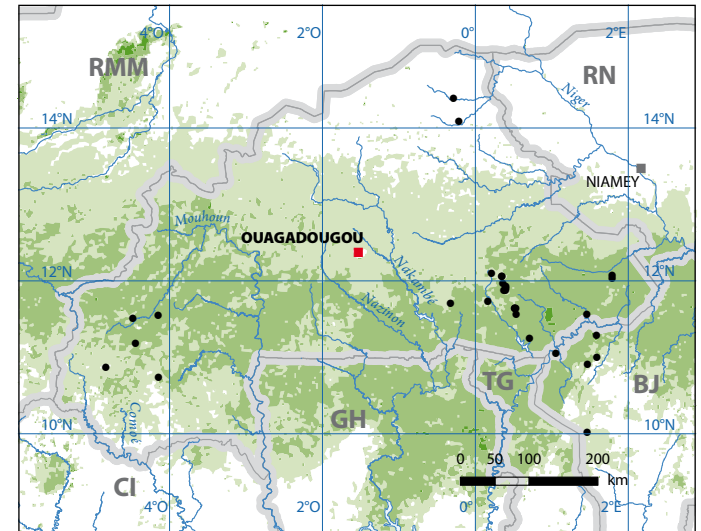 4°O 2°O 0° 2°E
RMM
RN
Niger
14°N 14°N
NIAMEY
Mouhoun
OUAGADOUGOU
Nakambe
12°N 12°N
Nazinon
TG
BJ
GH
Comoé
10°N 10°N
0 50 100 200
km
CI
4°O 2°O 0° 2°E